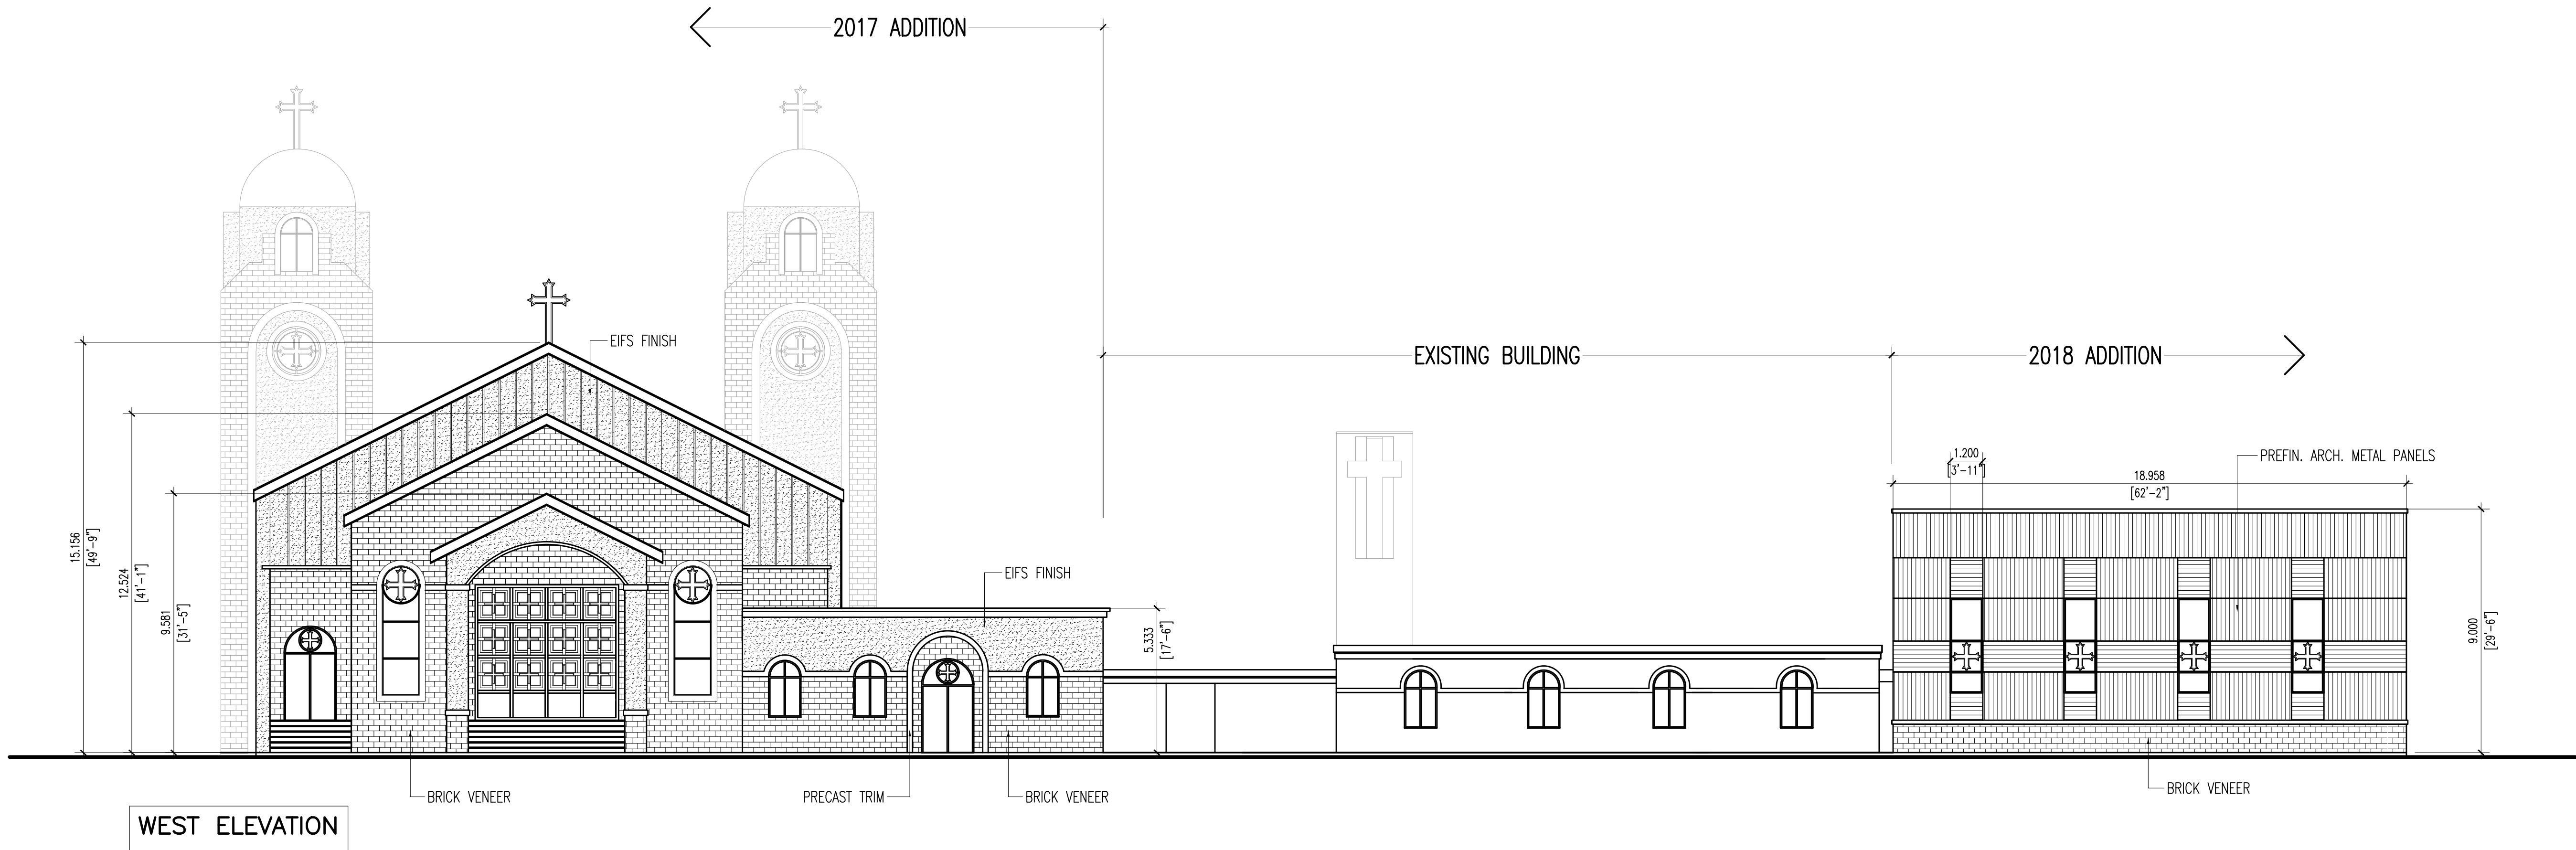 2017 ADDITION
EIFS FINISH
EXISTING BUILDING
2018 ADDITION
1.200
[3'-11"]
PREFIN. ARCH. METAL PANELS
18.958
[62'-2"]
15.156
[49'-9"]
12.524
[41'-1"]
9.581
[31'-5"]
EIFS FINISH
5.333
[17'-6"]
9.000
[29'-6"]
BRICK VENEER
PRECAST TRIM
BRICK VENEER
BRICK VENEER
WEST ELEVATION